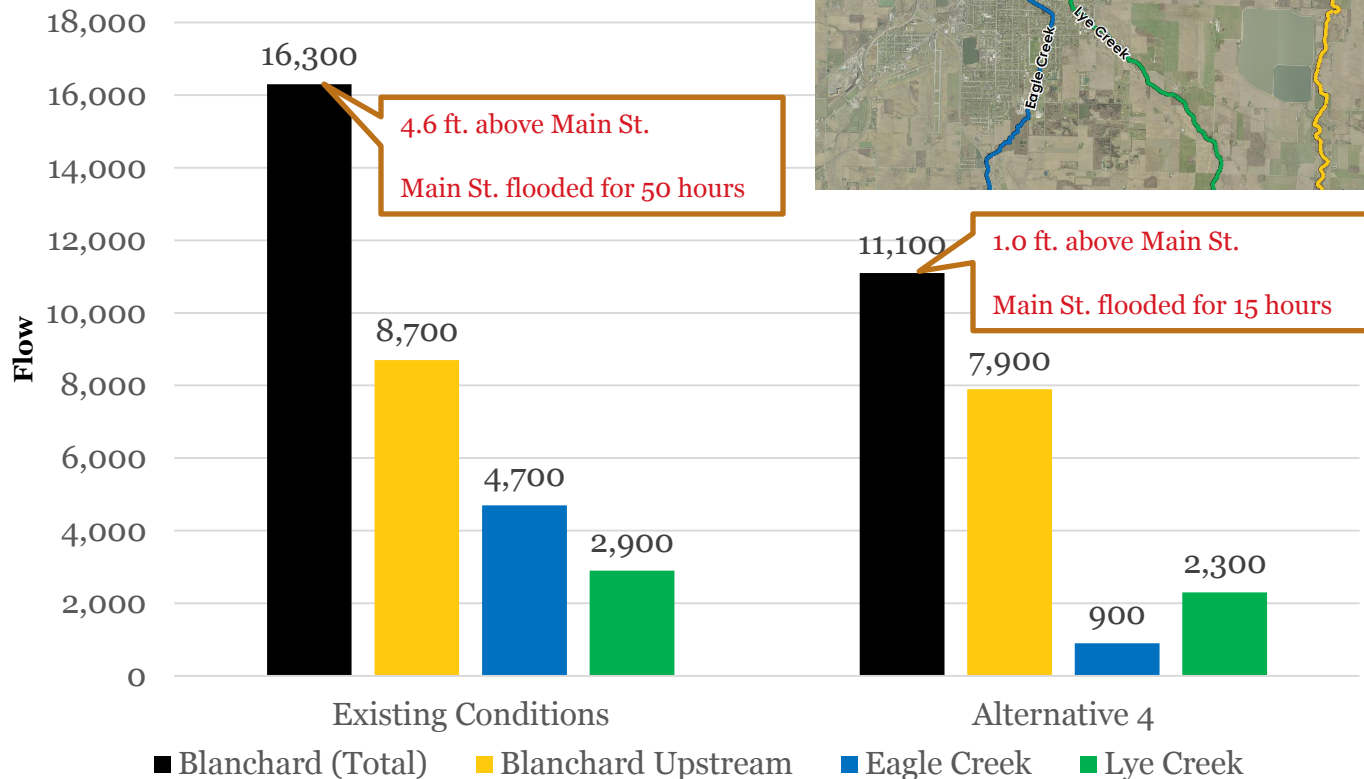 18,000
16,000
14,000
12,000
10,000
8,000
6,000
4,000
2,000
0
Flow
16,300
8,700
4,700
2,900
4.6 ft. above Main St.
Main St. flooded for 50 hours
Eagle Creek
Lye Creek
11,100
7,900
900
2,300
1.0 ft. above Main St.
Main St. flooded for 15 hours
Existing Conditions
Alternative 4
Blanchard (Total)
Blanchard Upstream
Eagle Creek
Lye Creek